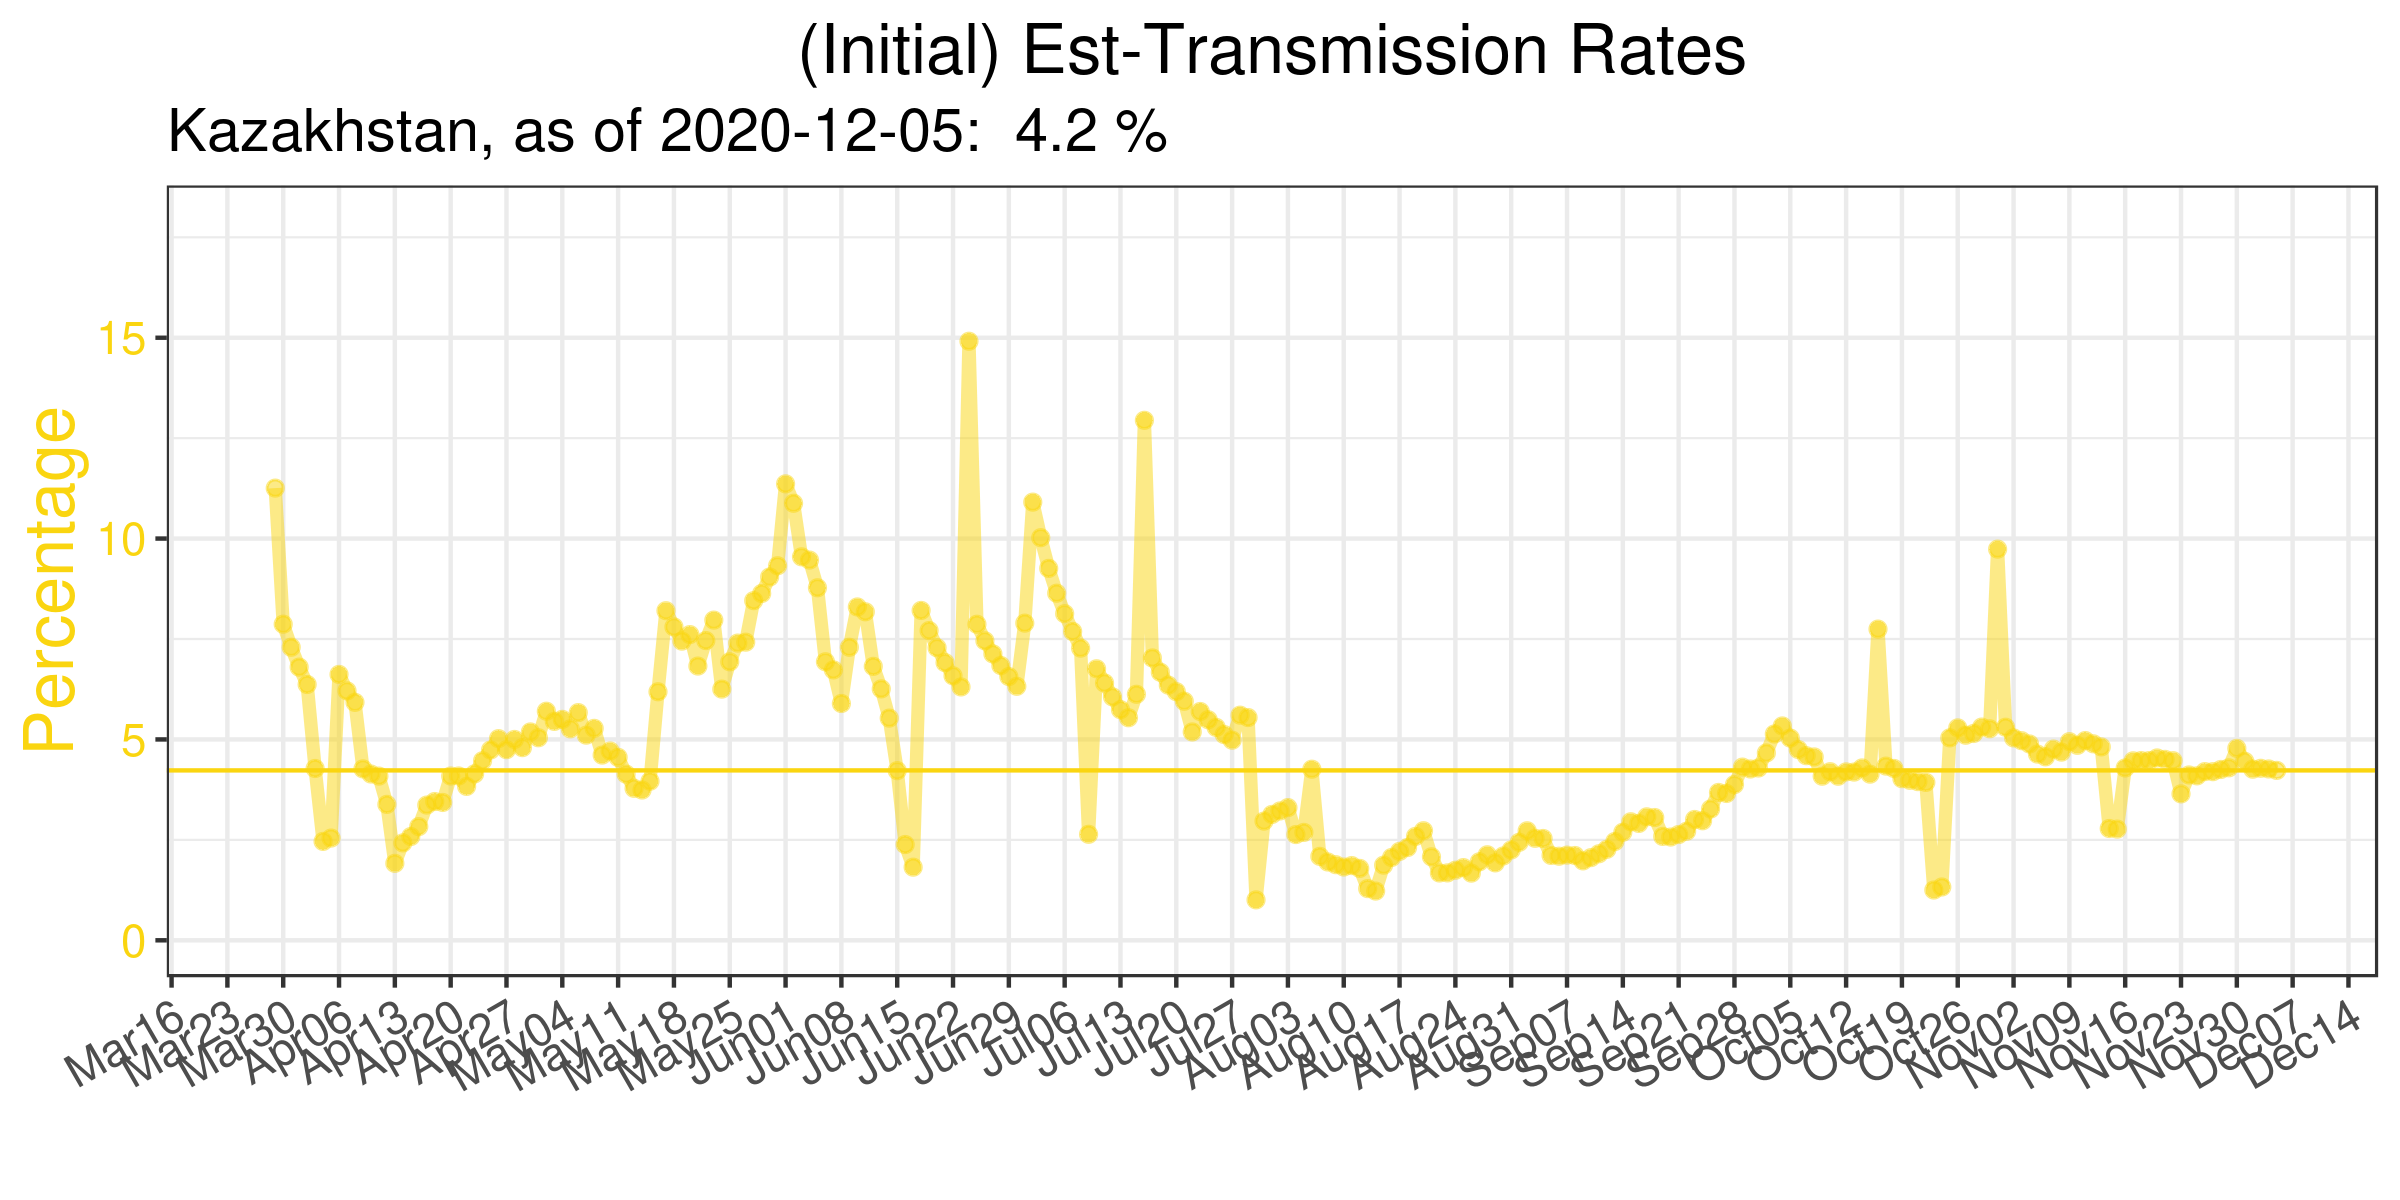 (Initial) Est-Transmission Rates
Kazakhstan, as of 2020-12-05:  4.2 %
Percentage
15
10
5
0
Mar16 Mar23 Mar30 Apr06 Apr13 Apr20 Apr27 May04 May11 May18 May25 Jun01 Jun08 Jun15 Jun22 Jun29 Jul06 Jul13 Jul20 Jul27 Aug03 Aug10 Aug17 Aug24 Aug31 Sep07 Sep14 Sep21 Sep28 Oct05 Oct12 Oct19 Oct26 Nov02 Nov09 Nov16 Nov23 Nov30 Dec07 Dec14